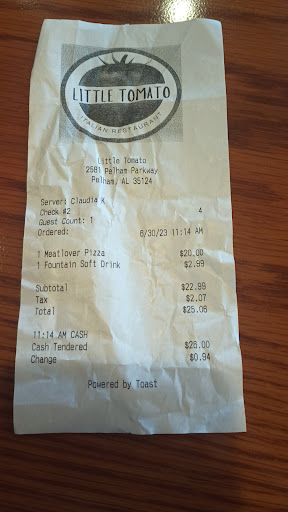 LITTLE TOMATO
ITALIAN RESTAURANT
Little Tomato
2581 Pelham Parkway
Pelham, AL 35124
Server: Claudia K
Check #2 4
Guest Count: 1
Ordered: 6/30/23 11:14 AM
1 Meatlover Pizza $20.00
1 Fountain Soft Drink $2.99
Subtotal $22.99
Tax $2.07
Total $25.06
11:14 AM CASH
Cash Tendered $26.00
Change $0.94
Powered by Toast